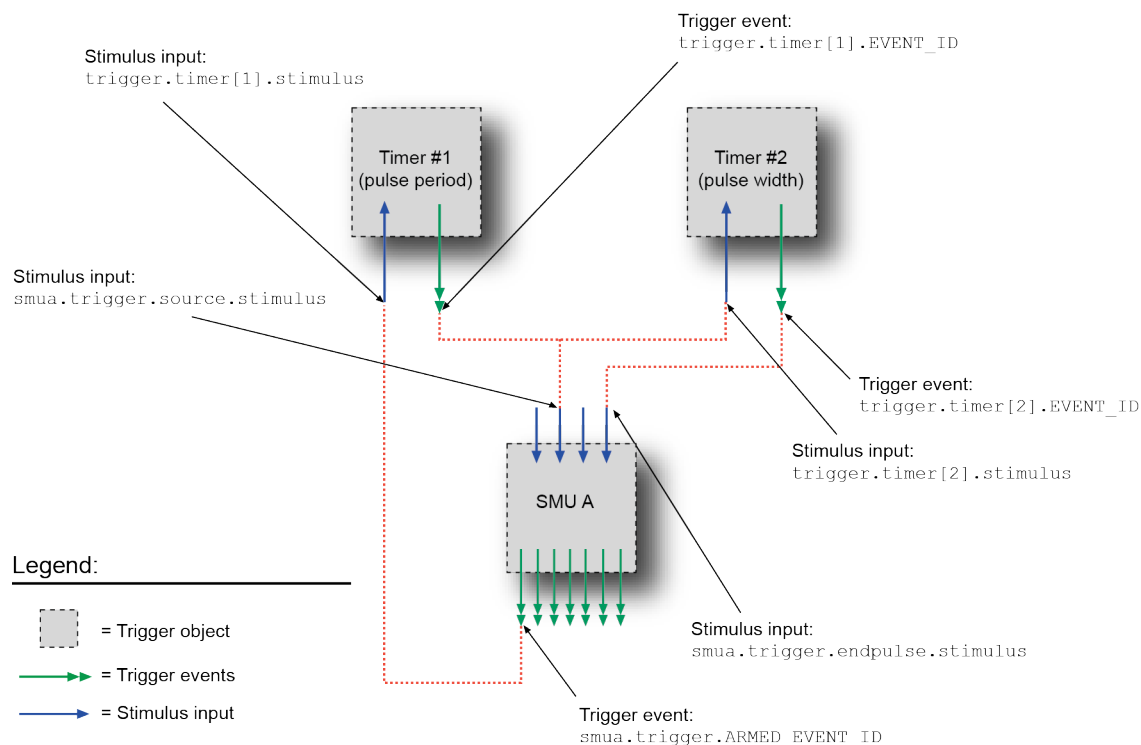 Trigger event:
trigger.timer[1].EVENT_ID
Stimulus input:
trigger.timer[1].stimulus
Timer #1
(pulse period)
Timer #2
(pulse width)
Stimulus input:
smua.trigger.source.stimulus
Trigger event:
trigger.timer[2].EVENT_ID
Stimulus input:
trigger.timer[2].stimulus
SMU A
Legend:
= Trigger object
= Trigger events
= Stimulus input
Stimulus input:
smua.trigger.endpulse.stimulus
Trigger event:
smua.trigger.ARMED_EVENT_ID